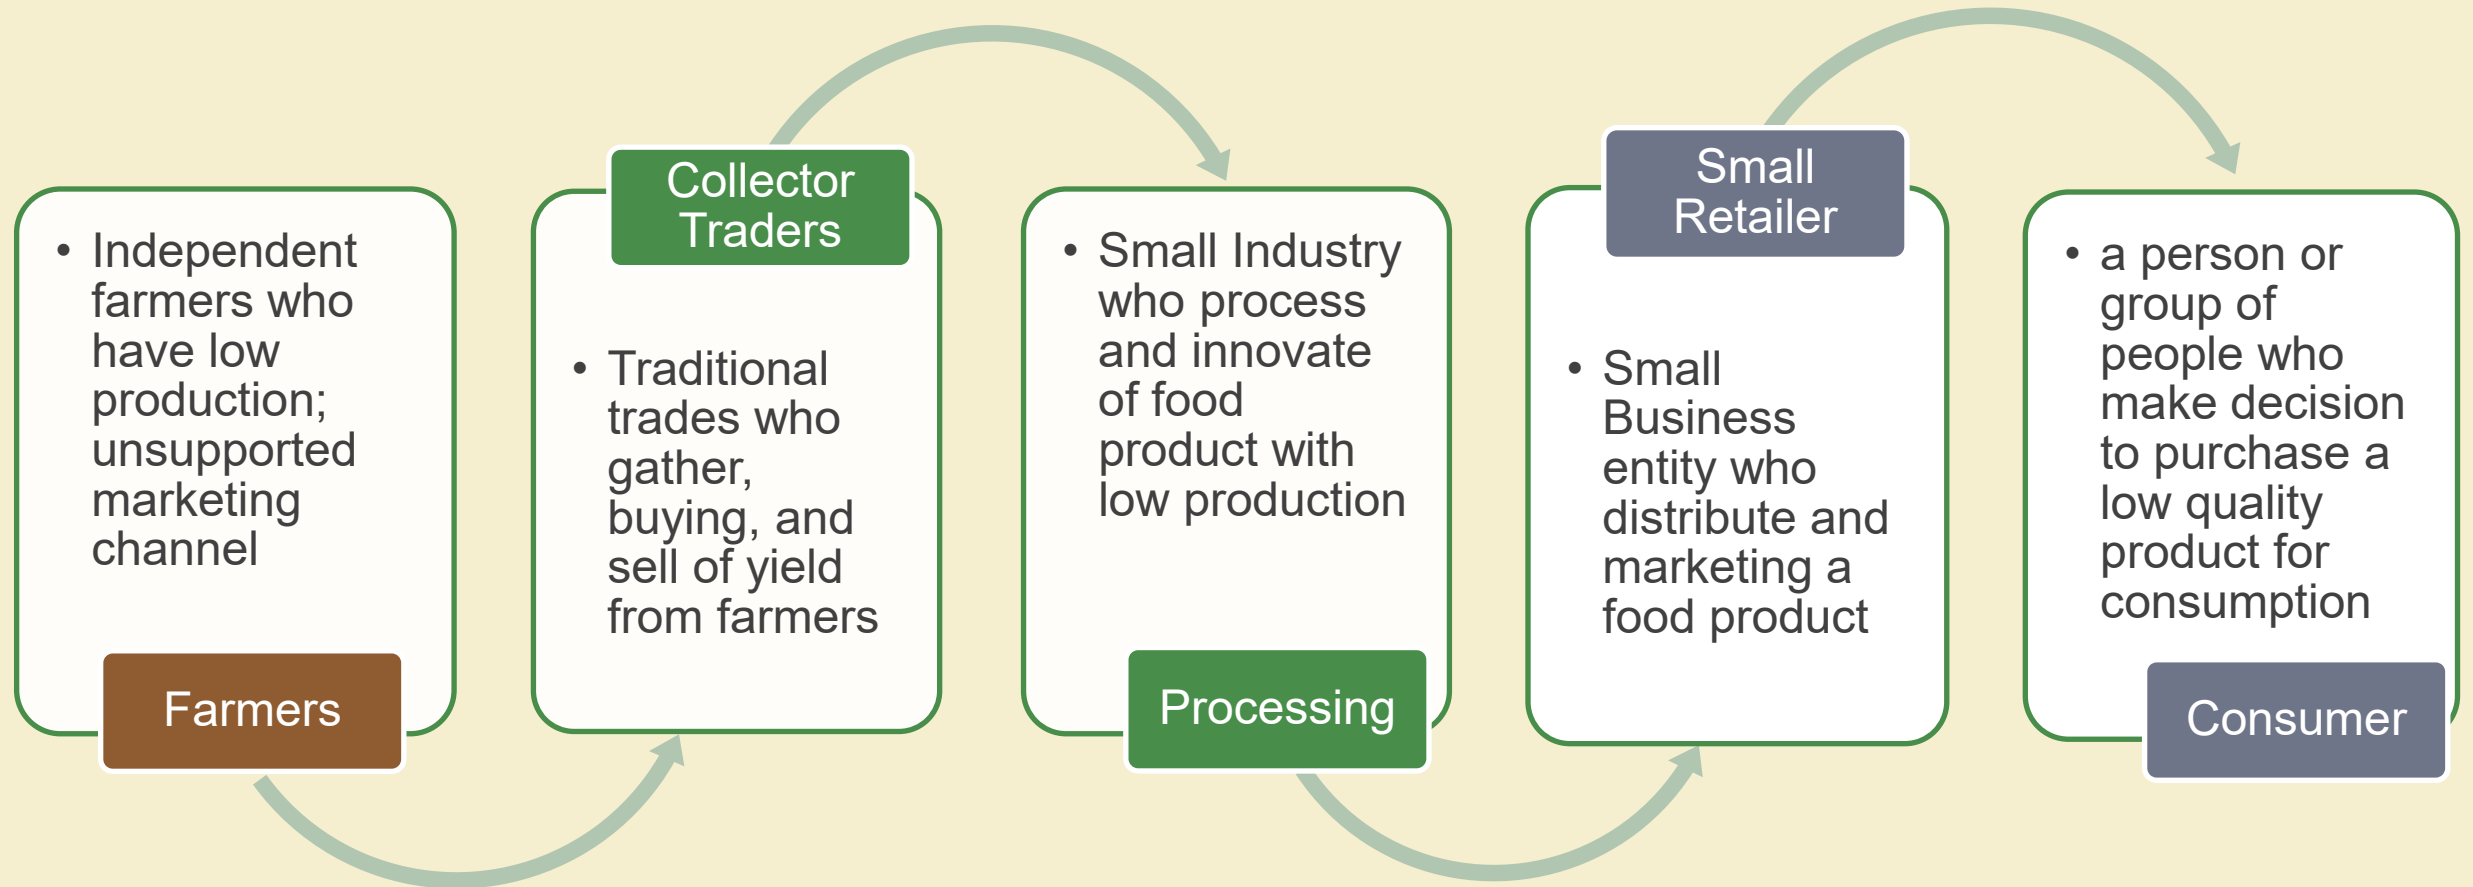 • Independent
farmers who
have low
production;
unsupported
marketing
channel
Farmers
Collector
Traders
• Traditional
trades who
gather,
buying, and
sell of yield
from farmers
• Small Industry
who process
and innovate
of food
product with
low production
Processing
Small
Retailer
• Small
Business
entity who
distribute and
marketing a
food product
• a person or
group of
people who
make decision
to purchase a
low quality
product for
consumption
Consumer